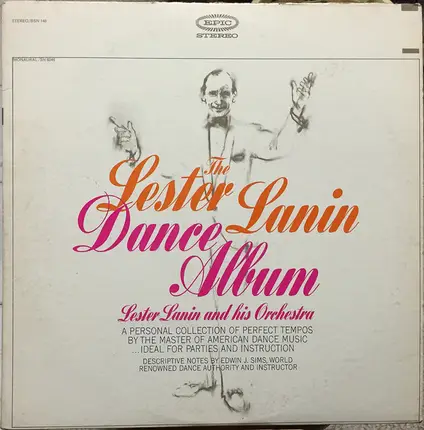 EPIC
STEREO
The
Lester Lanin
Dance
Album
Lester Lanin and his Orchestra
A PERSONAL COLLECTION OF PERFECT TEMPOS
BY THE MASTER OF AMERICAN DANCE MUSIC
...IDEAL FOR PARTIES AND INSTRUCTION
DESCRIPTIVE NOTES BY EDWIN J. SIMS, WORLD
RENOWNED DANCE AUTHORITY AND INSTRUCTOR